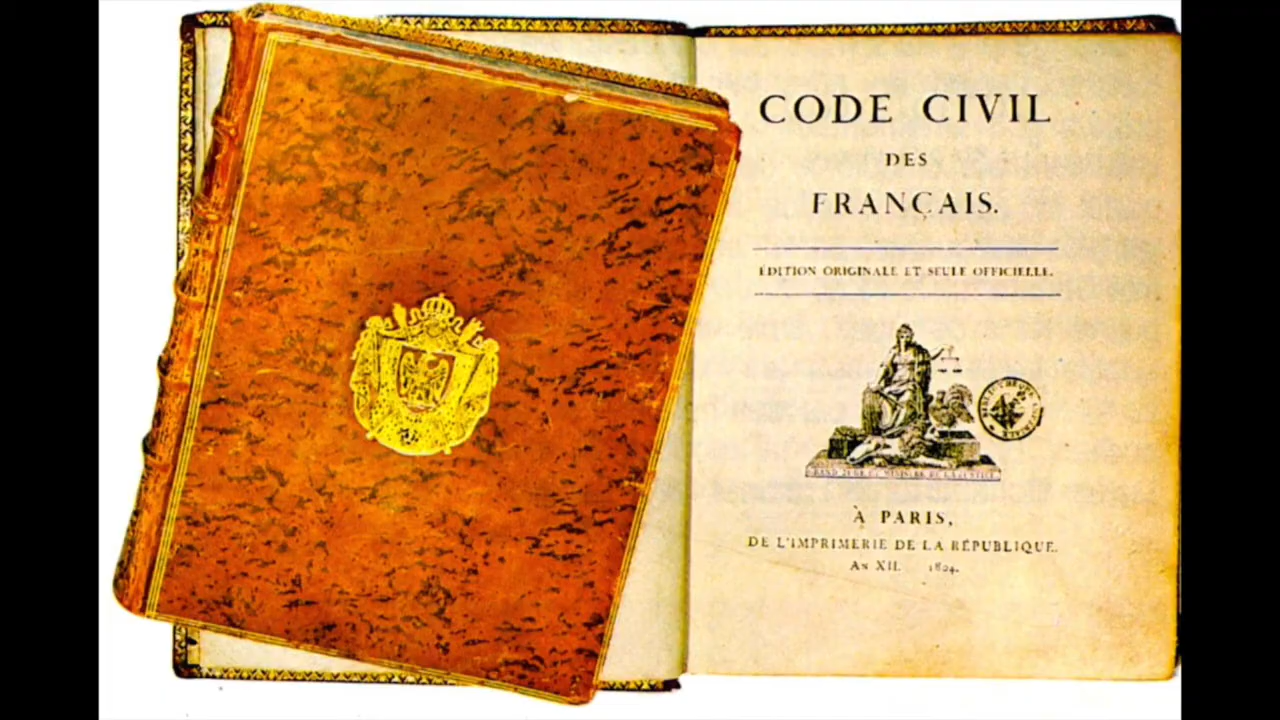 CODE CIVIL
DES
FRANÇAIS.
ÉDITION ORIGINALE ET SEULE OFFICIELLE.
À PARIS,
DE L'IMPRIMERIE DE LA RÉPUBLIQUE.
AN XII. 1804.